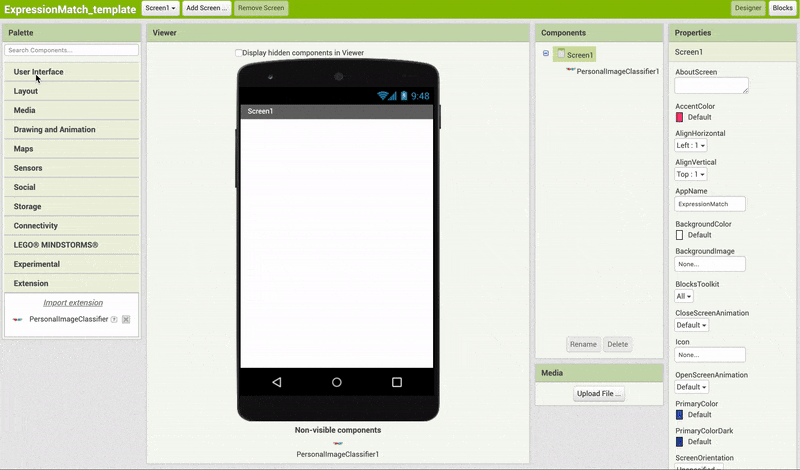 ExpressionMatch_template
Screen1
Add Screen ...
Remove Screen
Designer
Blocks
Palette
Search Components...
User Interface
Layout
Media
Drawing and Animation
Maps
Sensors
Social
Storage
Connectivity
LEGO® MINDSTORMS®
Experimental
Extension
Import extension
PersonalImageClassifier ?
Viewer
Display hidden components in Viewer
9:48
Screen1
Non-visible components
PersonalImageClassifier1
Components
Screen1
PersonalImageClassifier1
Rename
Delete
Media
Upload File ...
Properties
Screen1
AboutScreen
AccentColor
Default
AlignHorizontal
Left : 1
AlignVertical
Top : 1
AppName
ExpressionMatch
BackgroundColor
Default
BackgroundImage
None...
BlocksToolkit
All
CloseScreenAnimation
Default
Icon
None...
OpenScreenAnimation
Default
PrimaryColor
Default
PrimaryColorDark
Default
ScreenOrientation